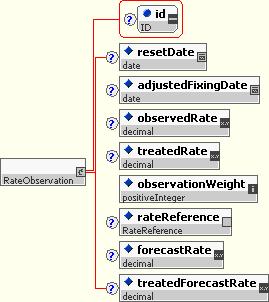 id
ID
resetDate
date
adjustedFixingDate
date
observedRate
decimal
treatedRate
decimal
RateObservation
observationWeight
positiveInteger
rateReference
RateReference
forecastRate
decimal
treatedForecastRate
decimal